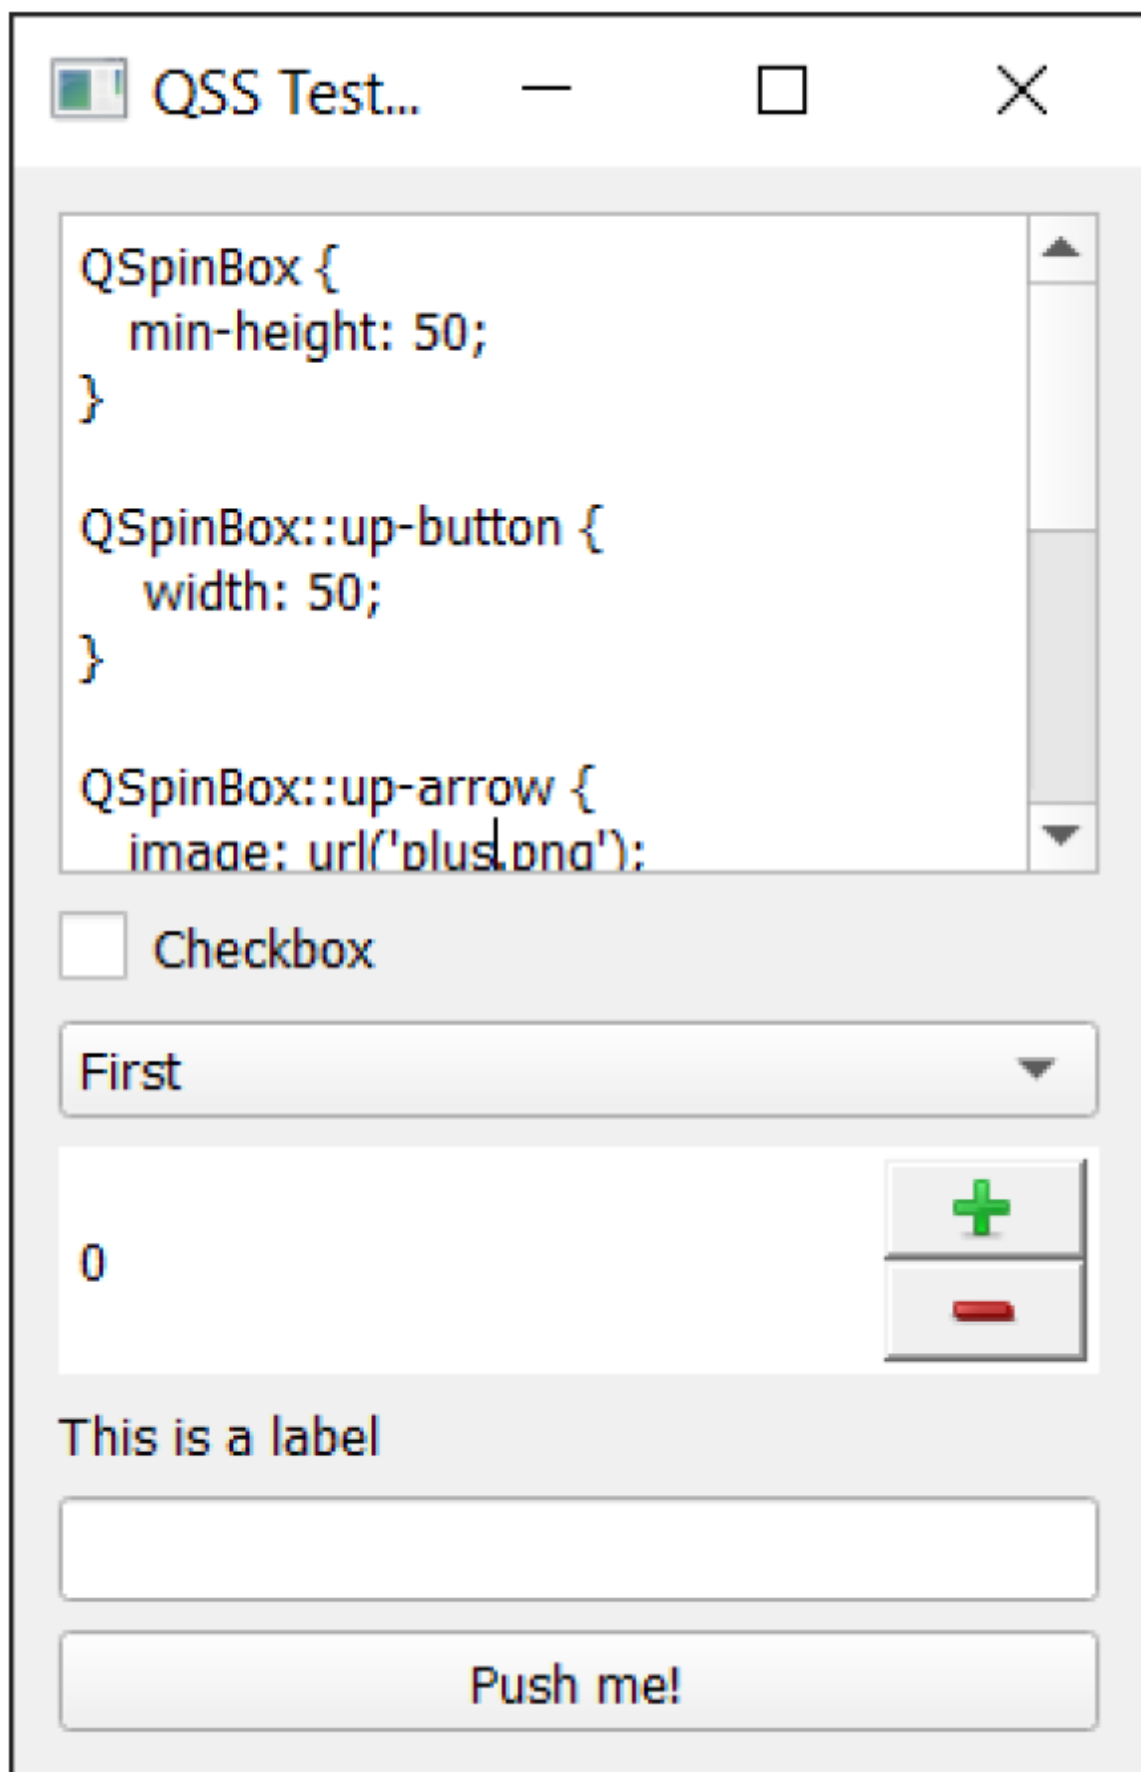 QSS Test...
QSpinBox {
   min-height: 50;
}

QSpinBox::up-button {
    width: 50;
}

QSpinBox::up-arrow {
   image: url('plus.png');
Checkbox
First
0
This is a label
Push me!